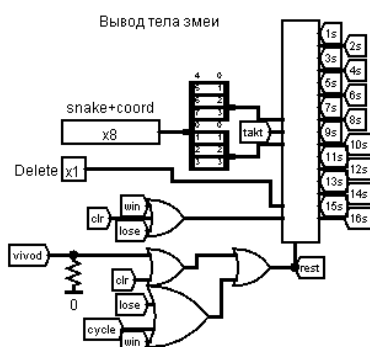 Вывод тела змеи
1s
2s
3s
4s
5s
6s
7s
8s
9s
10s
11s
12s
13s
14s
15s
16s
4 0
snake+coord
x8
takt
Delete x1
win
clr
lose
vivod
clr
rest
0
lose
cycle
win